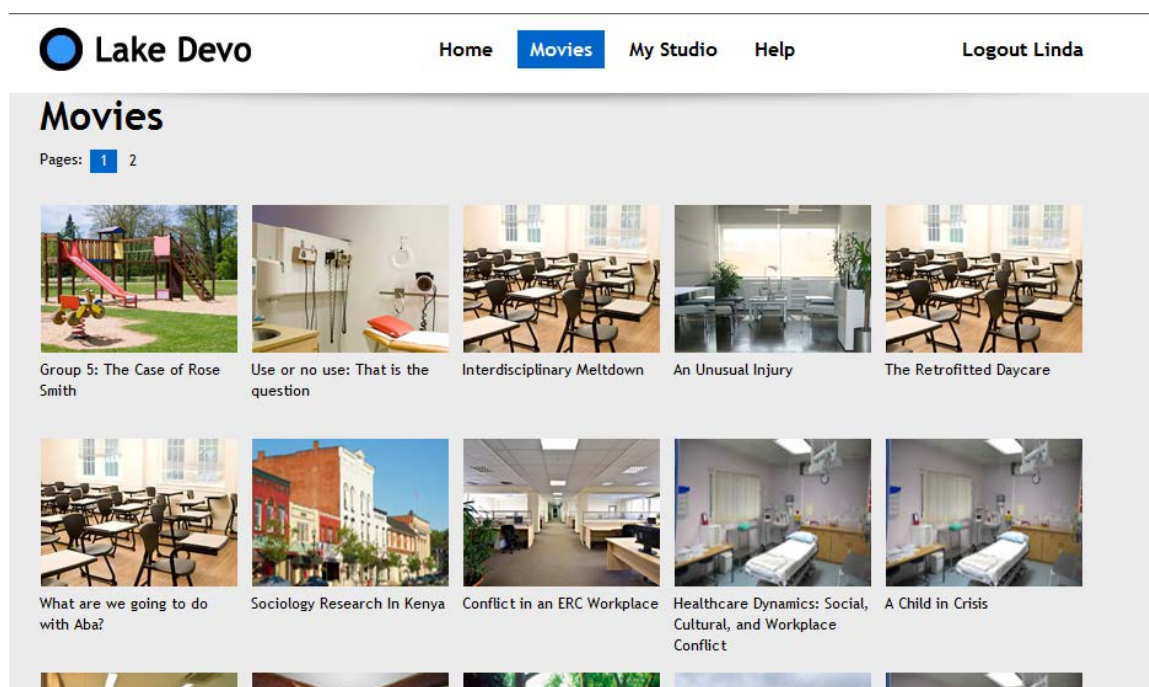 Lake Devo
Home Movies My Studio Help Logout Linda
Movies
Pages: 1 2
Group 5: The Case of Rose
Smith
Use or no use: That is the
question
Interdisciplinary Meltdown
An Unusual Injury
The Retrofitted Daycare
What are we going to do
with Aba?
Sociology Research In Kenya
Conflict in an ERC Workplace
Healthcare Dynamics: Social,
Cultural, and Workplace
Conflict
A Child in Crisis